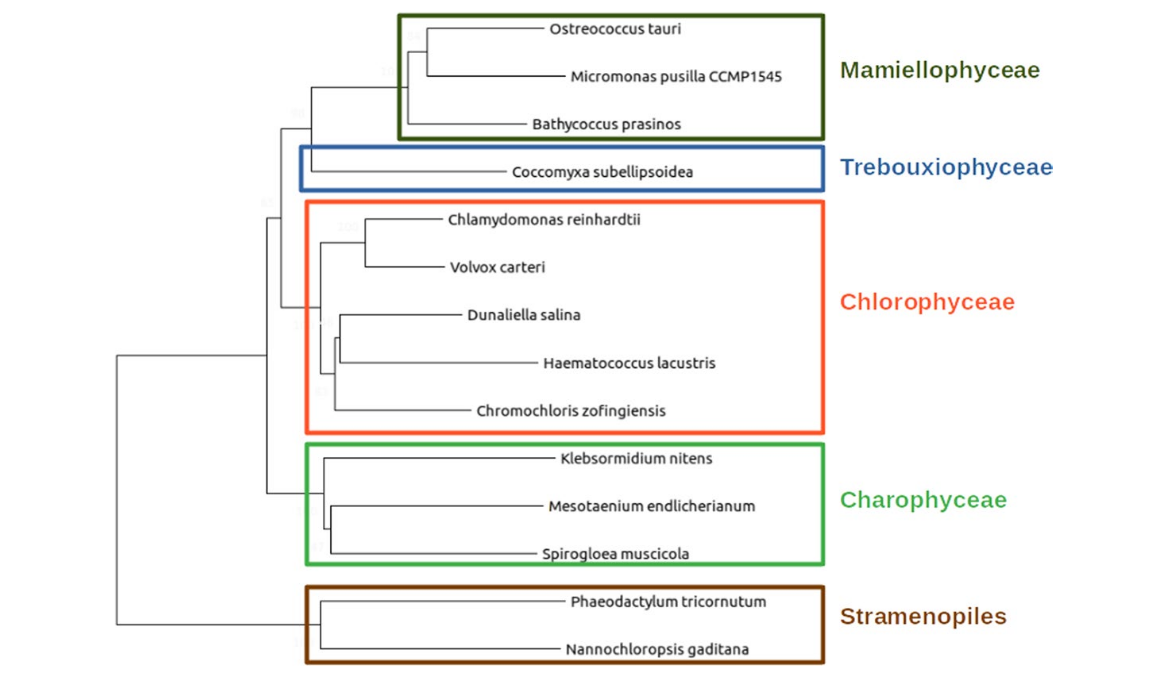 Ostreococcus tauri
Micromonas pusilla CCMP1545
Mamiellophyceae
Bathycoccus prasinos
Coccomyxa subellipsoidea
Trebouxiophyceae
Chlamydomonas reinhardtii
Volvox carteri
Dunaliella salina
Chlorophyceae
Haematococcus lacustris
Chromochloris zofingiensis
Klebsormidium nitens
Mesotaenium endlicherianum
Charophyceae
Spirogloea muscicola
Phaeodactylum tricornutum
Stramenopiles
Nannochloropsis gaditana